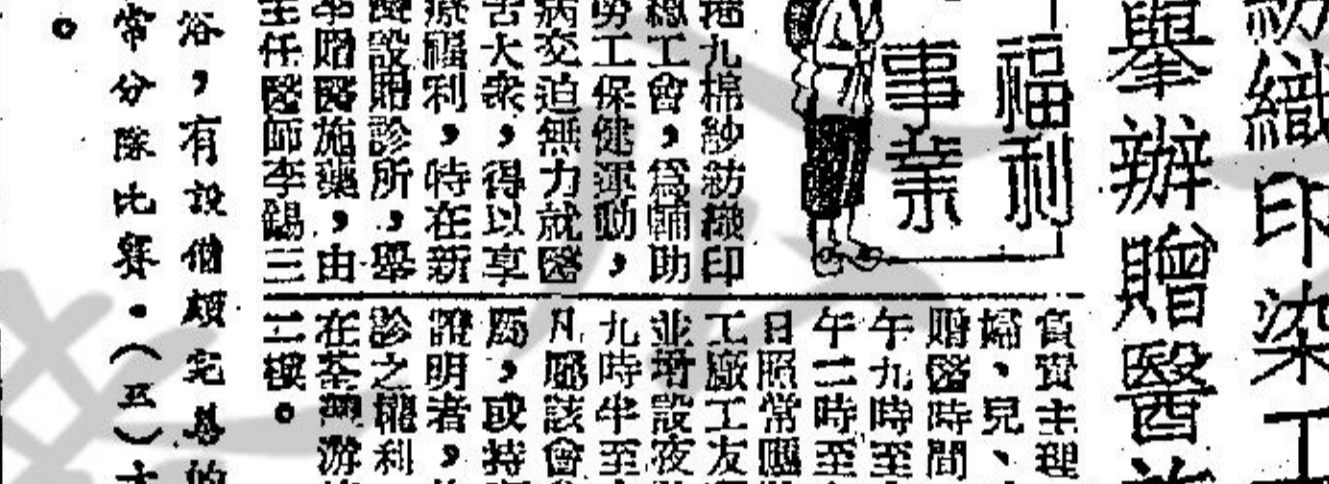 紡織印染工
舉辦贈醫施
福利
事業
港九棉紗紡織印
總工會，爲輔助
勞工保健運動，
病交迫無力就醫
苦大衆，得以享
療福利，特在新
設贈診所，舉
贈醫施藥，由
主任醫師李錫三
負責主理
婦、兒、
贈醫時間
午九時至
午二時至
日照常
工廠工友
並增設夜
九時半至
凡屬該會
屬，或持
證明者，
診之權利
在荃灣
二樓。
俗，有設備頗完善的
常分隊比賽．（五）
。